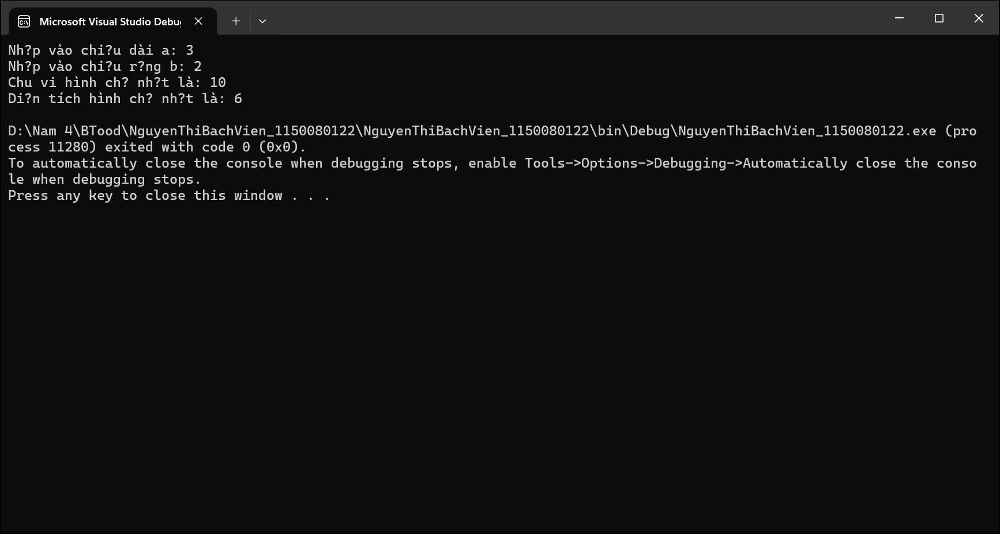 Microsoft Visual Studio Debug
Nh?p vào chi?u dài a: 3
Nh?p vào chi?u r?ng b: 2
Chu vi hình ch? nh?t là: 10
Di?n tích hình ch? nh?t là: 6
D:\Nam 4\BTood\NguyenThiBachVien_1150080122\NguyenThiBachVien_1150080122\bin\Debug\NguyenThiBachVien_1150080122.exe (pro
cess 11280) exited with code 0 (0x0).
To automatically close the console when debugging stops, enable Tools->Options->Debugging->Automatically close the conso
le when debugging stops.
Press any key to close this window . . .